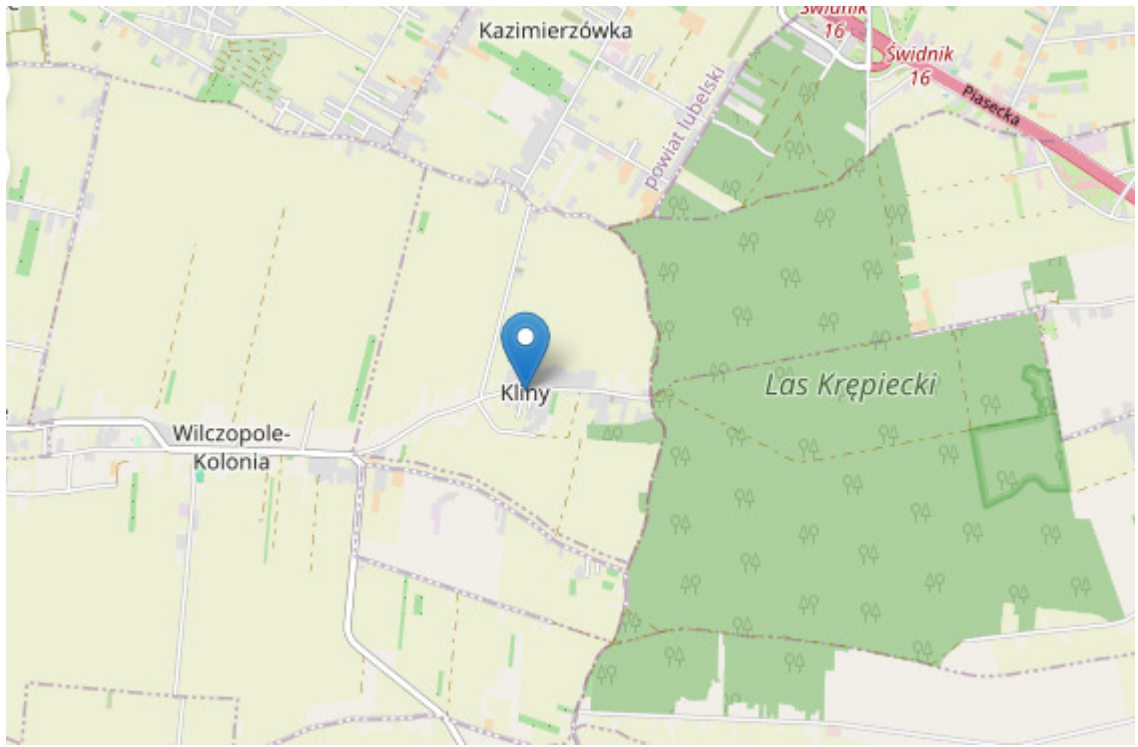 Świdnik
16
Kazimierzówka
Świdnik
16
Piasecka
powiat lubelski
Las Krępiecki
Kliny
Wilczopole-
Kolonia